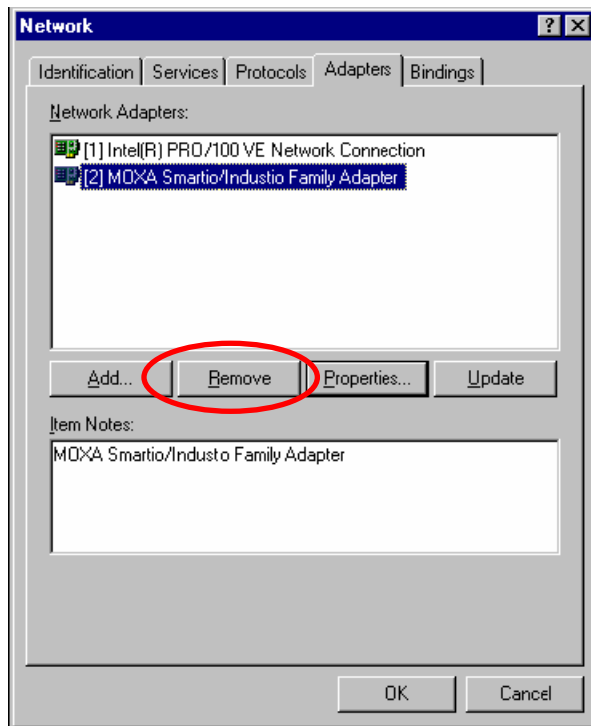 Network
Identification Services Protocols Adapters Bindings
Network Adapters:
[1] Intel(R) PRO/100 VE Network Connection
[2] MOXA Smartio/Industio Family Adapter
Add... Remove Properties... Update
Item Notes:
MOXA Smartio/Industo Family Adapter
OK Cancel